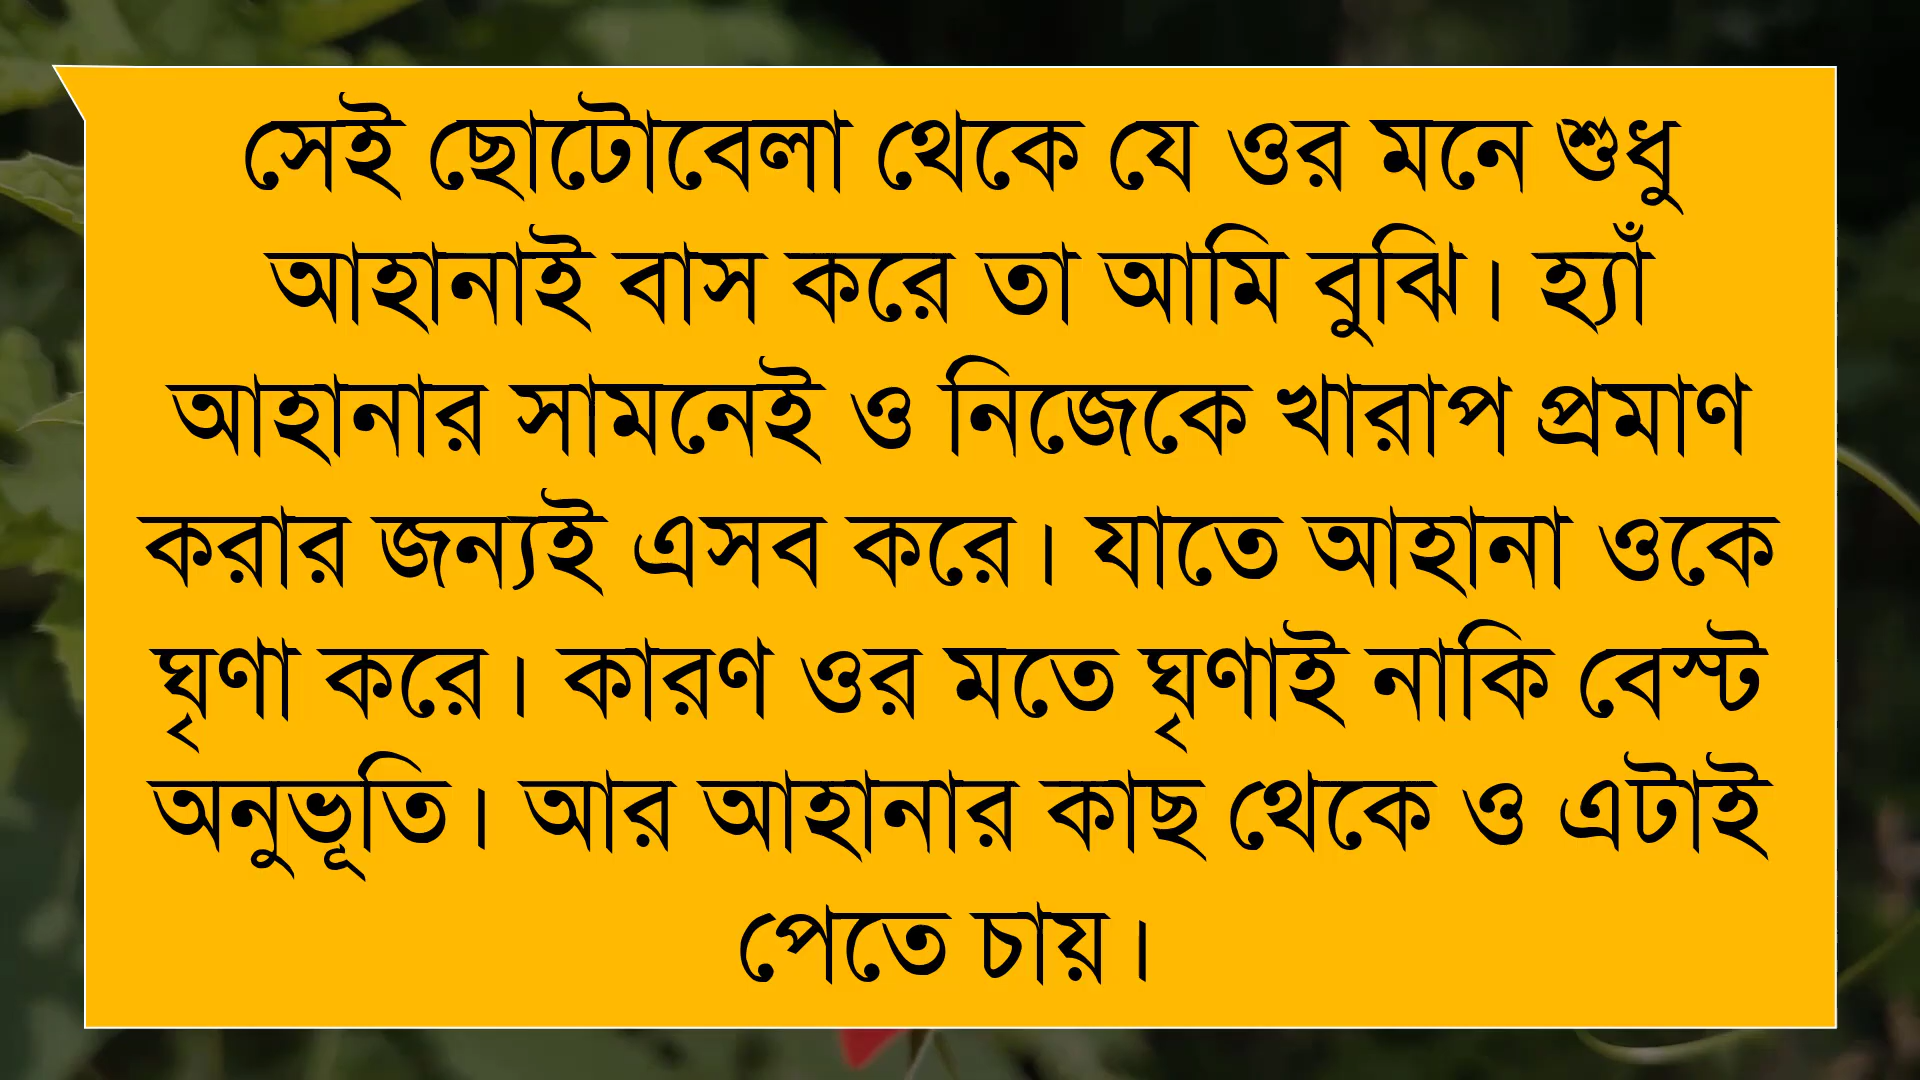 সেই ছোটোবেলা থেকে যে ওর মনে শুধু
আহানাই বাস করে তা আমি বুঝি। হ্যাঁ
আহানার সামনেই ও নিজেকে খারাপ প্রমাণ
করার জন্যই এসব করে। যাতে আহানা ওকে
ঘৃণা করে। কারণ ওর মতে ঘৃণাই নাকি বেস্ট
অনুভূতি। আর আহানার কাছ থেকে ও এটাই
পেতে চায়।